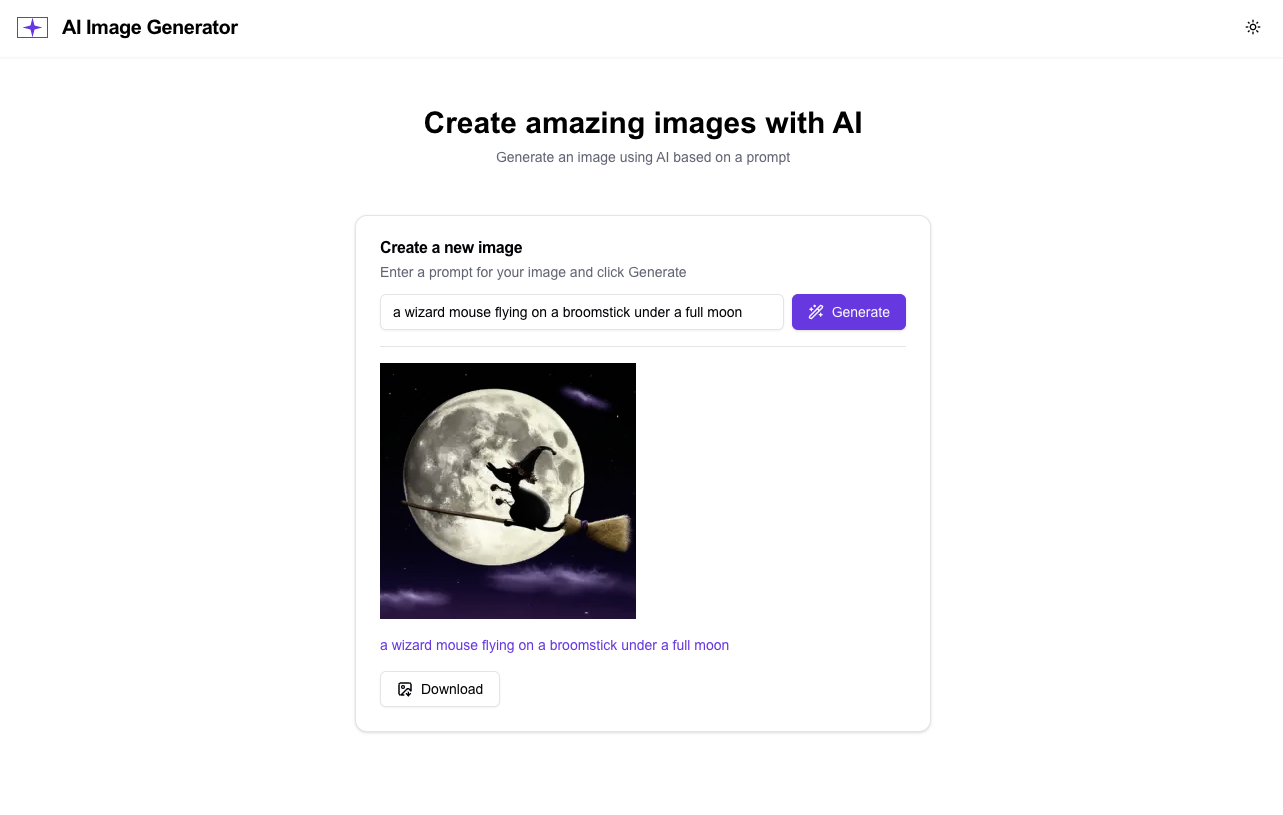 AI Image Generator
Create amazing images with AI
Generate an image using AI based on a prompt
Create a new image
Enter a prompt for your image and click Generate
a wizard mouse flying on a broomstick under a full moon
Generate
a wizard mouse flying on a broomstick under a full moon
Download